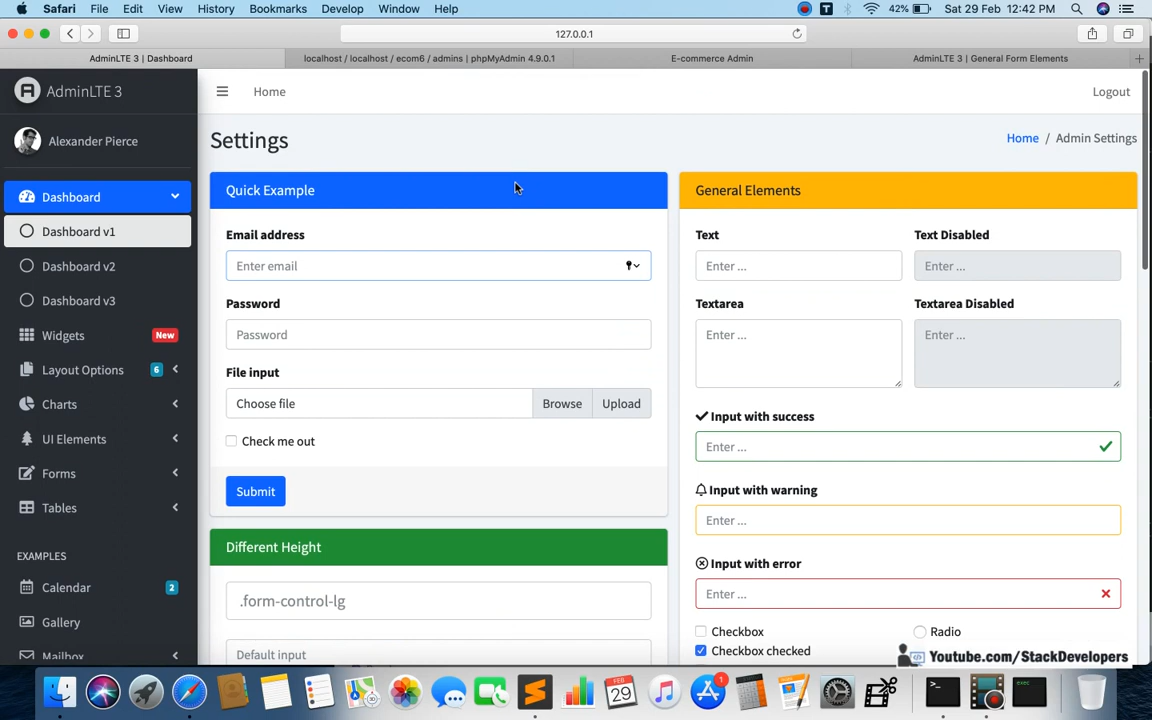 Safari File Edit View History Bookmarks Develop Window Help
T 42% Sat 29 Feb 12:42 PM
127.0.0.1
AdminLTE 3 | Dashboard
localhost / localhost / ecom6 / admins | phpMyAdmin 4.9.0.1
E-commerce Admin
AdminLTE 3 | General Form Elements
AdminLTE 3
Home
Logout
Alexander Pierce
Settings
Home / Admin Settings
Dashboard
Dashboard v1
Dashboard v2
Dashboard v3
Widgets New
Layout Options 6
Charts
UI Elements
Forms
Tables
EXAMPLES
Calendar 2
Gallery
Mailbox
Quick Example
Email address
Enter email
Password
Password
File input
Choose file Browse Upload
Check me out
Submit
Different Height
.form-control-lg
Default input
General Elements
Text Text Disabled
Enter ... Enter ...
Textarea Textarea Disabled
Enter ... Enter ...
Input with success
Enter ...
Input with warning
Enter ...
Input with error
Enter ...
Checkbox Radio
Checkbox checked
Youtube.com/StackDevelopers
29
1